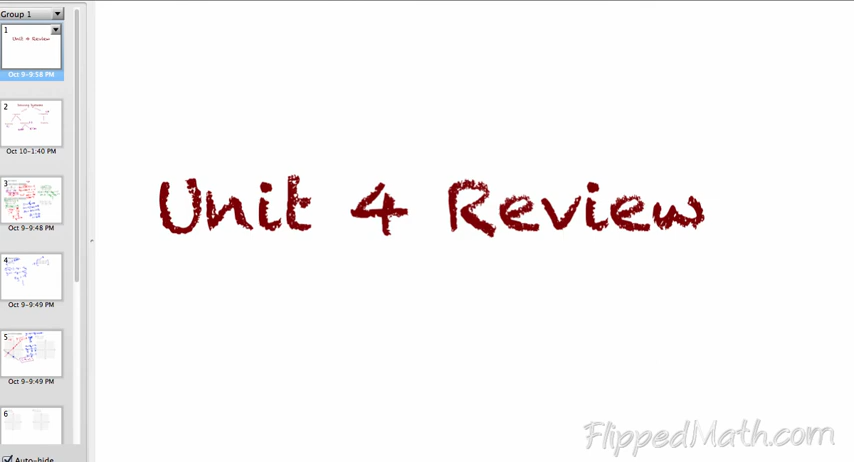 Group 1
1
Unit 4 Review
Oct 9-9:58 PM
2
Oct 10-1:40 PM
3
Oct 9-9:48 PM
4
Oct 9-9:49 PM
5
Oct 9-9:49 PM
6
Auto-hide
Unit 4 Review
FlippedMath.com